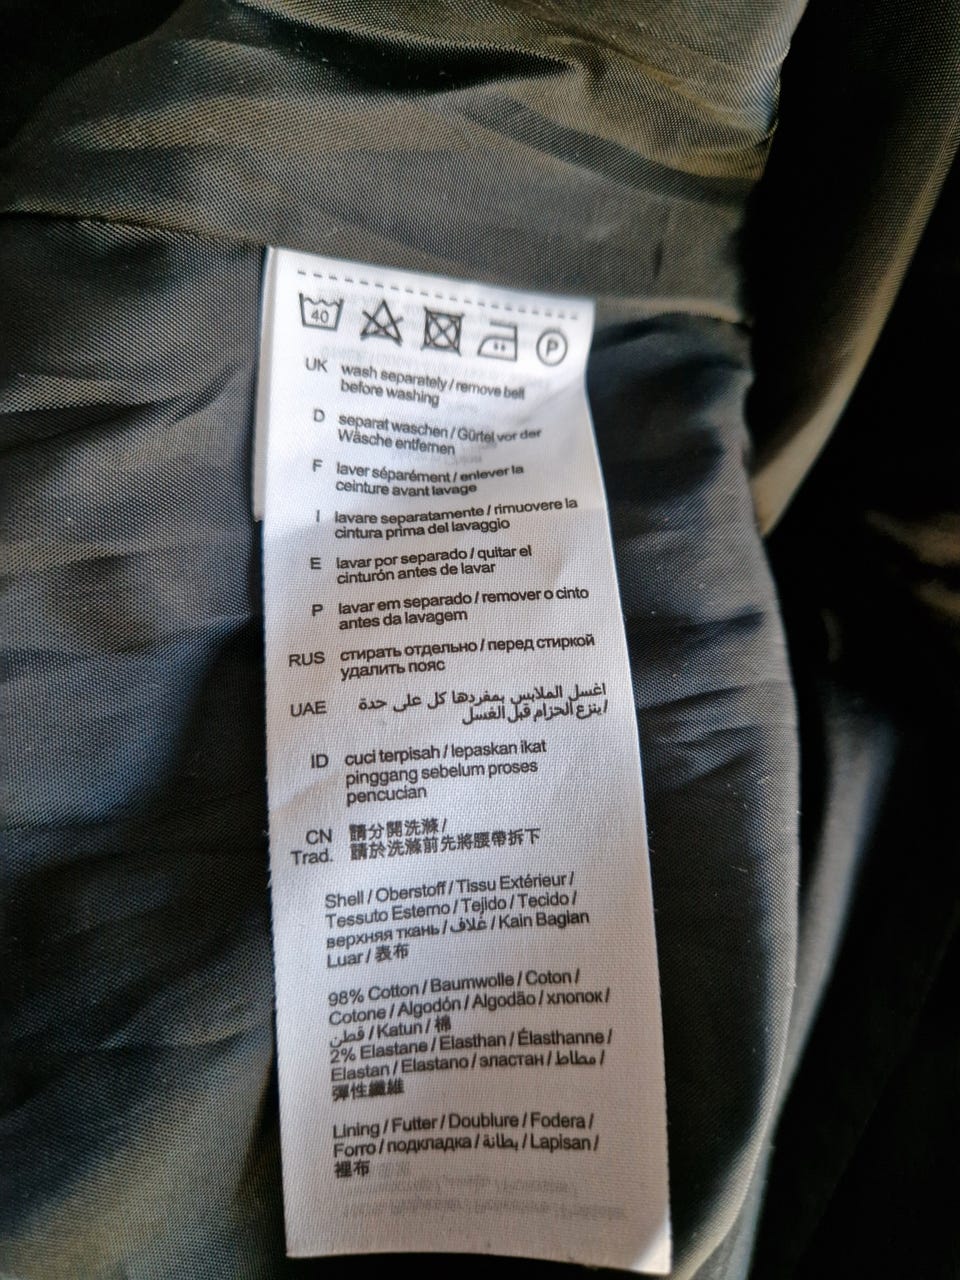 40 P
UK wash separately / remove belt
before washing
D separat waschen / Gürtel vor der
Wäsche entfernen
F laver séparément / enlever la
ceinture avant lavage
I lavare separatamente / rimuovere la
cintura prima del lavaggio
E lavar por separado / quitar el
cinturón antes de lavar
P lavar em separado / remover o cinto
antes da lavagem
RUS стирать отдельно / перед стиркой
удалить пояс
UAE اغسل الملابس بمفردها كل على حدة
/ ينزع الحزام قبل الغسل
ID cuci terpisah / lepaskan ikat
pinggang sebelum proses
pencucian
CN 請分開洗滌 /
Trad. 請於洗滌前先將腰帶拆下
Shell / Oberstoff / Tissu Extérieur /
Tessuto Esterno / Tejido / Tecido /
верхняя ткань / غلاف / Kain Bagian
Luar / 表布
98% Cotton / Baumwolle / Coton /
Cotone / Algodón / Algodão / хлопок /
قطن / Katun / 棉
2% Elastane / Elasthan / Élasthanne /
Elastan / Elastano / эластан / مطاط /
彈性纖維
Lining / Futter / Doublure / Fodera /
Forro / подкладка / بطانة / Lapisan /
裡布